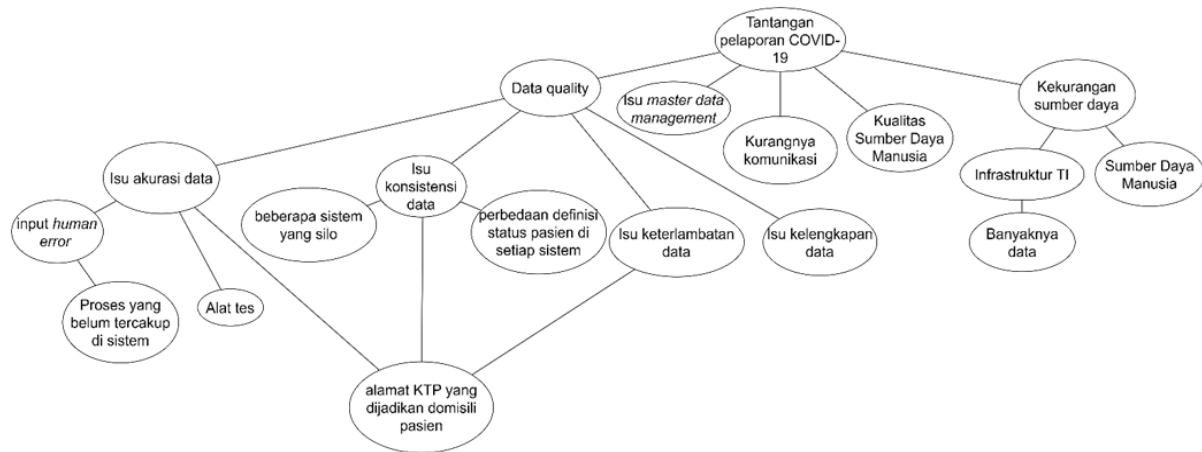 Tantangan
pelaporan COVID-
19
Data quality
Isu master data
management
Kurangnya
komunikasi
Kualitas
Sumber Daya
Manusia
Kekurangan
sumber daya
Isu akurasi data
Isu
konsistensi
data
Infrastruktur TI
Sumber Daya
Manusia
input human
error
beberapa sistem
yang silo
perbedaan definisi
status pasien di
setiap sistem
Isu keterlambatan
data
Isu kelengkapan
data
Banyaknya
data
Proses yang
belum tercakup
di sistem
Alat tes
alamat KTP yang
dijadikan domisili
pasien